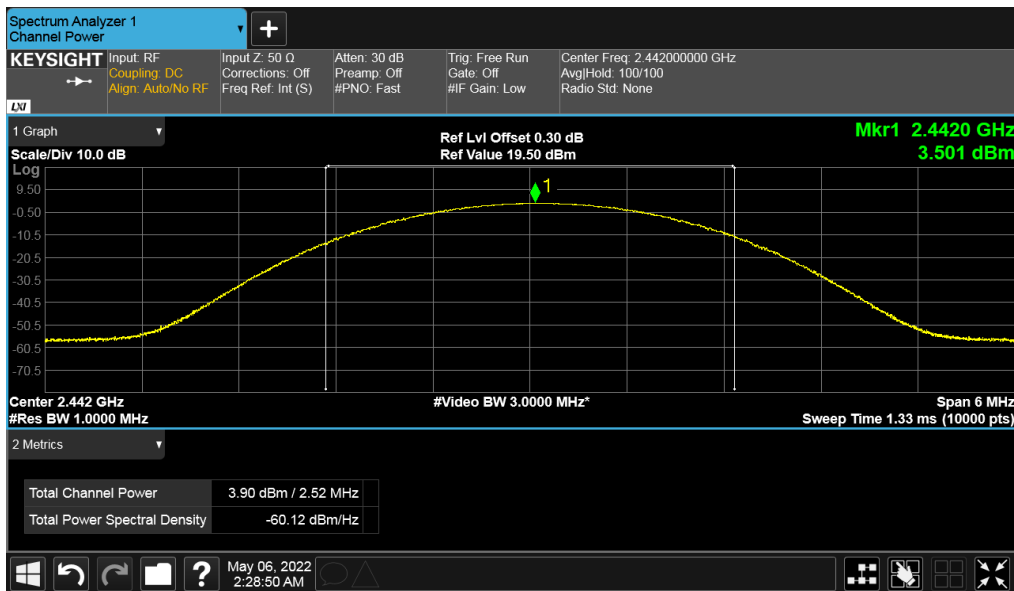 Spectrum Analyzer 1
Channel Power
+
KEYSIGHT
LXI
Input: RF
Coupling: DC
Align: Auto/No RF
Input Z: 50 Ω
Corrections: Off
Freq Ref: Int (S)
Atten: 30 dB
Preamp: Off
#PNO: Fast
Trig: Free Run
Gate: Off
#IF Gain: Low
Center Freq: 2.442000000 GHz
Avg|Hold: 100/100
Radio Std: None
1 Graph
Scale/Div 10.0 dB
Ref Lvl Offset 0.30 dB
Ref Value 19.50 dBm
Mkr1 2.4420 GHz
3.501 dBm
Log
9.50
-0.50
-10.5
-20.5
-30.5
-40.5
-50.5
-60.5
-70.5
1
Center 2.442 GHz
#Res BW 1.0000 MHz
#Video BW 3.0000 MHz*
Span 6 MHz
Sweep Time 1.33 ms (10000 pts)
2 Metrics
Total Channel Power 3.90 dBm / 2.52 MHz
Total Power Spectral Density -60.12 dBm/Hz
?
May 06, 2022
2:28:50 AM